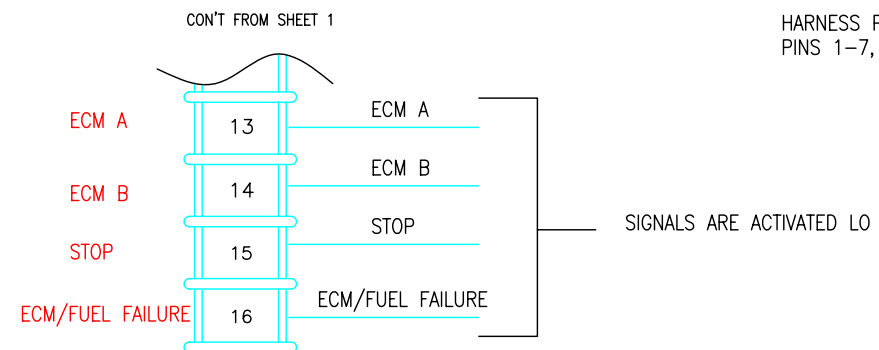 CON'T FROM SHEET 1
HARNESS
PINS 1-7,
ECM A 13 ECM A
ECM B 14 ECM B
STOP 15 STOP
SIGNALS ARE ACTIVATED LO
ECM/FUEL FAILURE 16 ECM/FUEL FAILURE